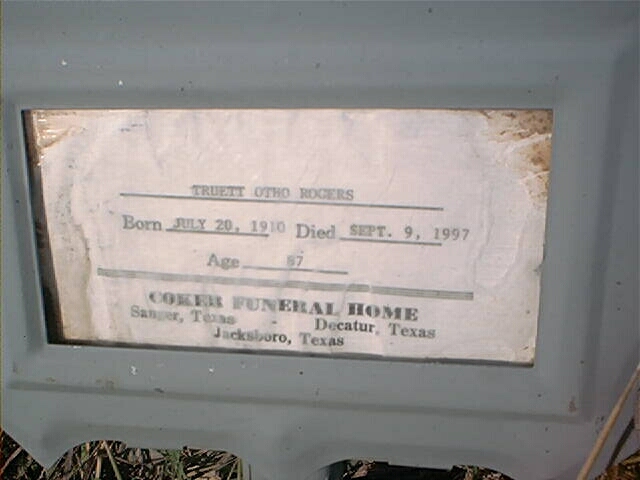 TRUETT OTHO ROGERS
Born JULY 20, 1910 Died SEPT. 9, 1997
Age 87
COKER FUNERAL HOME
Sanger, Texas - Decatur, Texas
Jacksboro, Texas